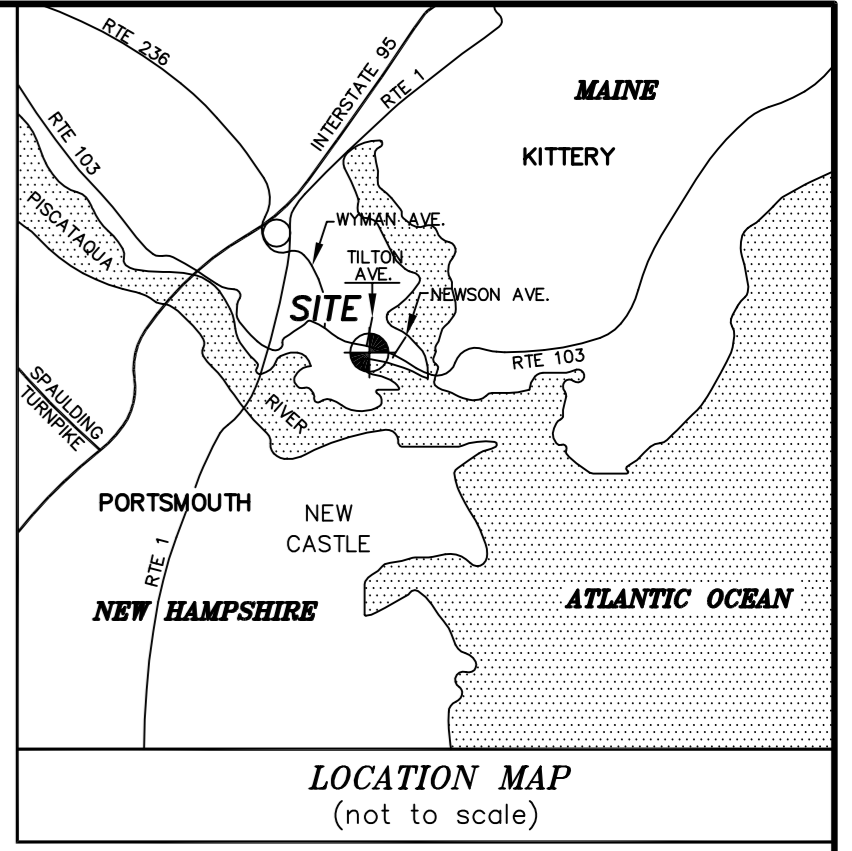 RTE 236
INTERSTATE 95
RTE 1
MAINE
KITTERY
RTE 103
PISCATAQUA
WYMAN AVE.
TILTON
AVE.
SITE
NEWSON AVE.
RTE 103
SPAULDING
TURNPIKE
RIVER
PORTSMOUTH
NEW
CASTLE
RTE 1
NEW HAMPSHIRE
ATLANTIC OCEAN
LOCATION MAP
(not to scale)